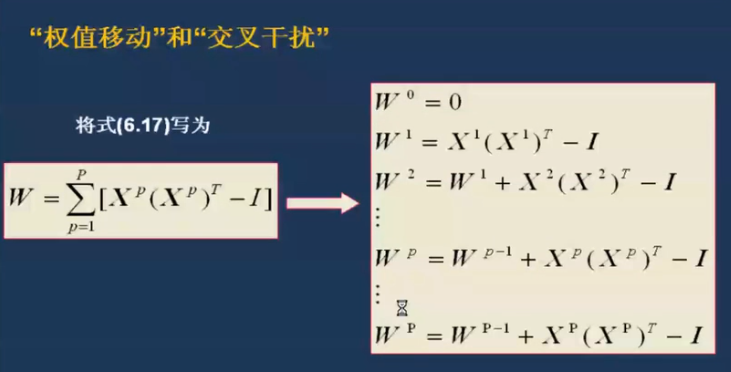 “权值移动”和“交叉干扰”
将式(6.17)写为
W = ∑_{p=1}^{P} [X^p (X^p)^T − I]
W^0 = 0
W^1 = X^1 (X^1)^T − I
W^2 = W^1 + X^2 (X^2)^T − I
⋮
W^p = W^{p−1} + X^p (X^p)^T − I
⋮
W^P = W^{P−1} + X^P (X^P)^T − I